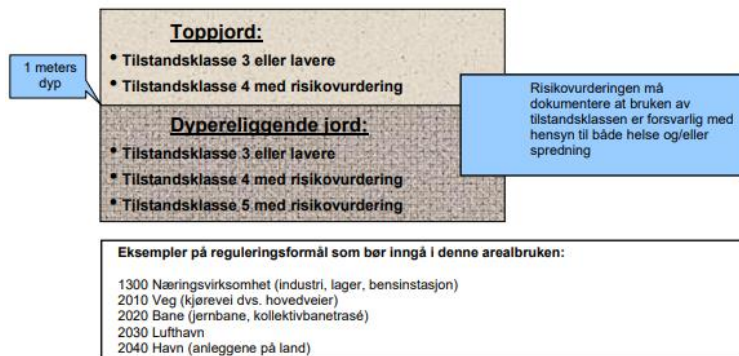 Toppjord:
• Tilstandsklasse 3 eller lavere
• Tilstandsklasse 4 med risikovurdering
1 meters
dyp
Dypereliggende jord:
• Tilstandsklasse 3 eller lavere
• Tilstandsklasse 4 med risikovurdering
• Tilstandsklasse 5 med risikovurdering
Risikovurderingen må
dokumentere at bruken av
tilstandsklassen er forsvarlig med
hensyn til både helse og/eller
spredning
Eksempler på reguleringsformål som bør inngå i denne arealbruken:
1300 Næringsvirksomhet (industri, lager, bensinstasjon)
2010 Veg (kjørevei dvs. hovedveier)
2020 Bane (jernbane, kollektivbanetrasé)
2030 Lufthavn
2040 Havn (anleggene på land)